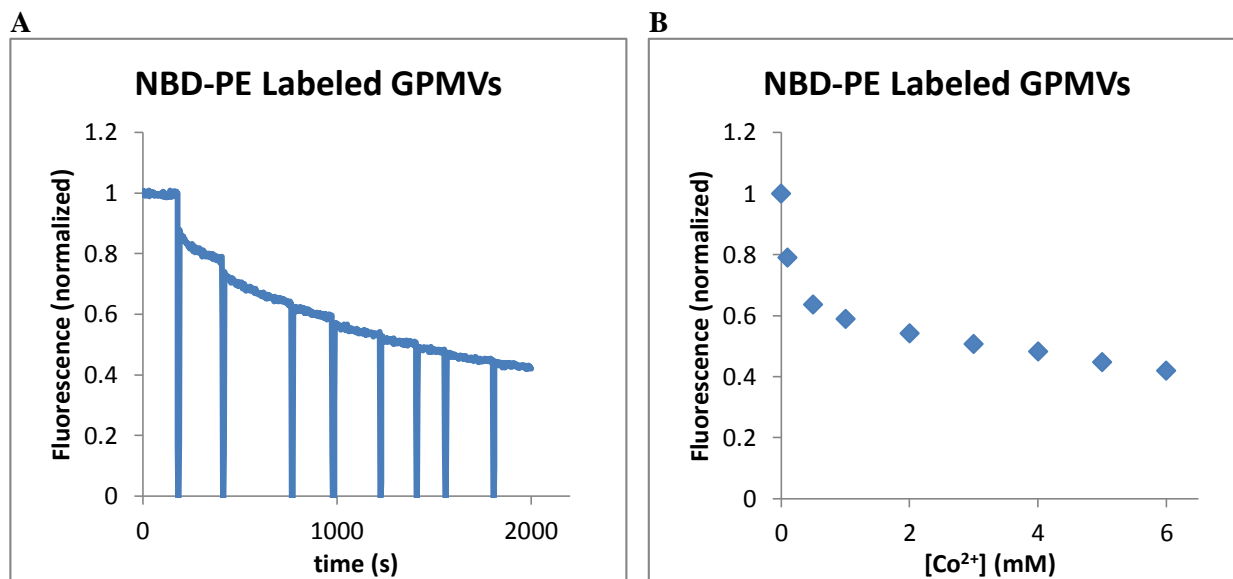 A
NBD-PE Labeled GPMVs
Fluorescence (normalized)
1.2
1
0.8
0.6
0.4
0.2
0
0 1000 2000
time (s)
B
NBD-PE Labeled GPMVs
Fluorescence (normalized)
1.2
1
0.8
0.6
0.4
0.2
0
0 2 4 6
[Co²⁺] (mM)